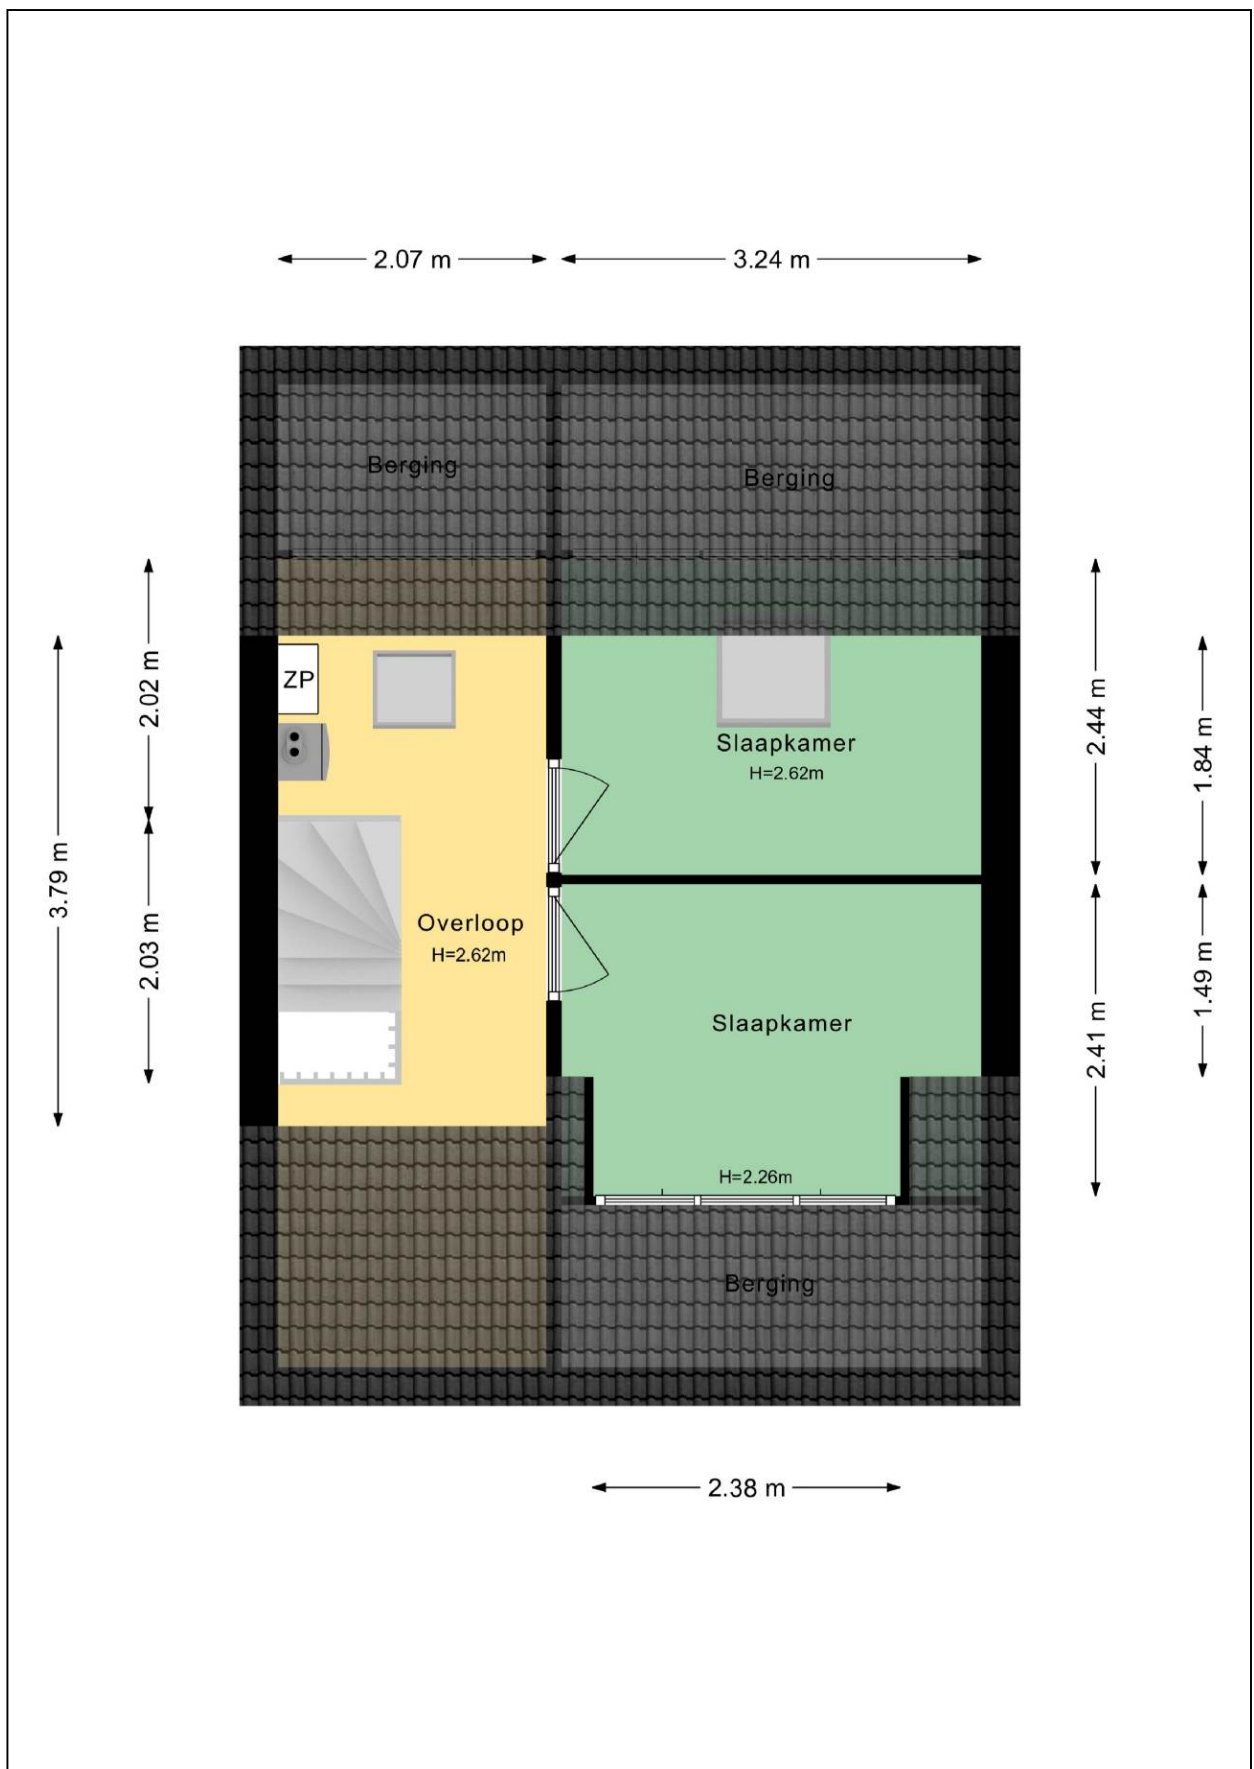 2.07 m
3.24 m
Berging
Berging
ZP
2.02 m
2.44 m
1.84 m
Slaapkamer
H=2.62m
3.79 m
2.03 m
Overloop
H=2.62m
Slaapkamer
2.41 m
1.49 m
H=2.26m
Berging
2.38 m